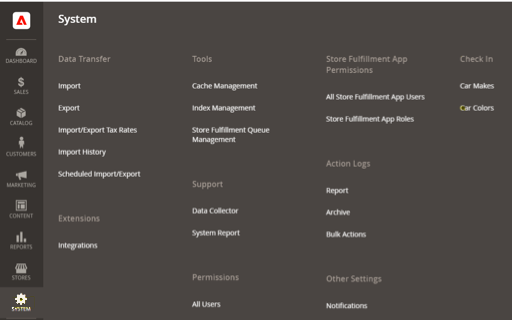 System
DASHBOARD
SALES
CATALOG
CUSTOMERS
MARKETING
CONTENT
REPORTS
STORES
SYSTEM
Data Transfer
Import
Export
Import/Export Tax Rates
Import History
Scheduled Import/Export
Extensions
Integrations
Tools
Cache Management
Index Management
Store Fulfillment Queue
Management
Support
Data Collector
System Report
Permissions
All Users
Store Fulfillment App
Permissions
All Store Fulfillment App Users
Store Fulfillment App Roles
Action Logs
Report
Archive
Bulk Actions
Other Settings
Notifications
Check In
Car Makes
Car Colors